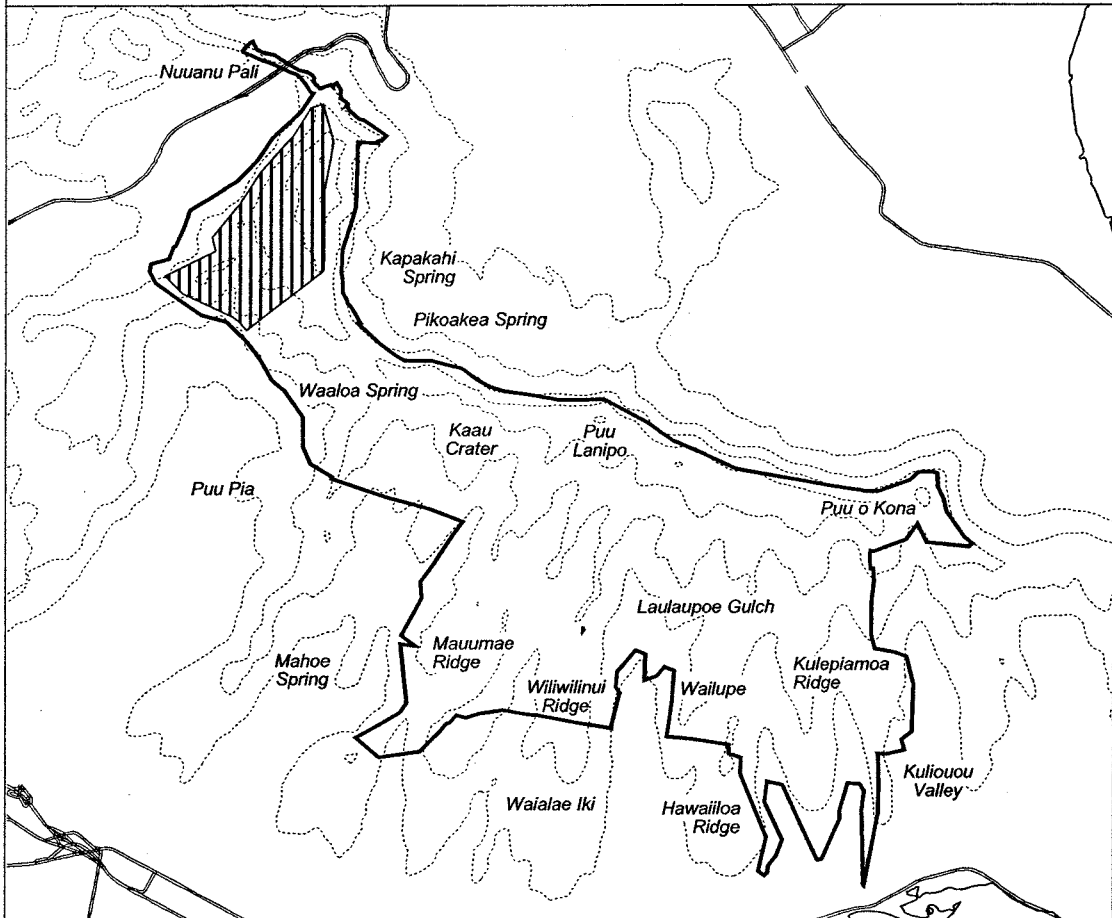 Nuuanu Pali
Kapakahi
Spring
Pikoakea Spring
Waaloa Spring
Kaau
Crater
Puu
Lanipo
Puu Pia
Puu o Kona
Laulaupoe Gulch
Mauumae
Ridge
Mahoe
Spring
Wiliwilinui
Ridge
Wailupe
Kulepiamoa
Ridge
Kuliouou
Valley
Waialae Iki
Hawaiiloa
Ridge